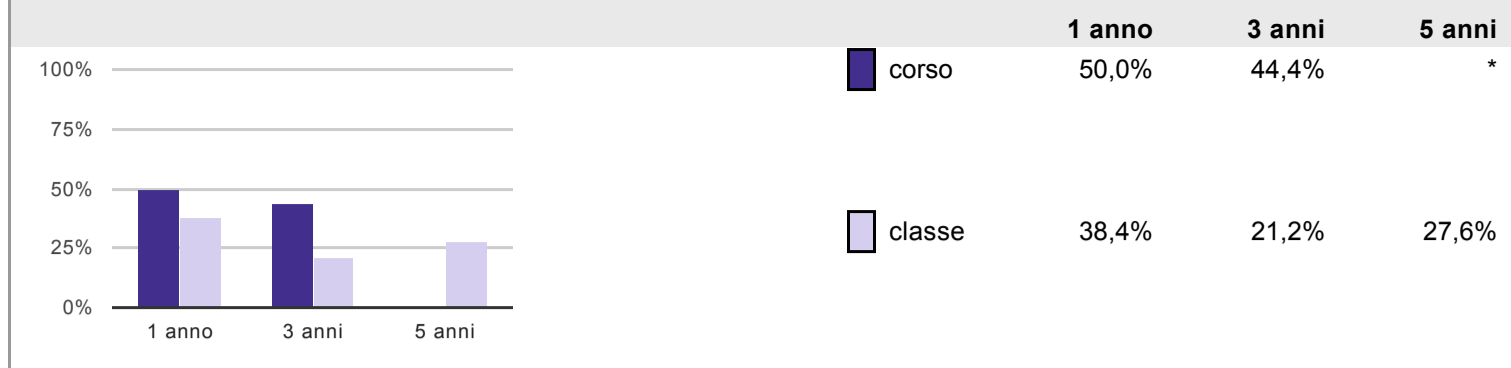 1 anno 3 anni 5 anni
100%
75%
50%
25%
0%
1 anno 3 anni 5 anni
corso 50,0% 44,4% *
classe 38,4% 21,2% 27,6%